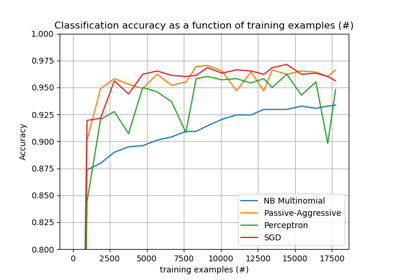 Classification accuracy as a function of training examples (#)
1.000
0.975
0.950
0.925
0.900
0.875
0.850
0.825
0.800
Accuracy
NB Multinomial
Passive-Aggressive
Perceptron
SGD
0 2500 5000 7500 10000 12500 15000 17500
training examples (#)